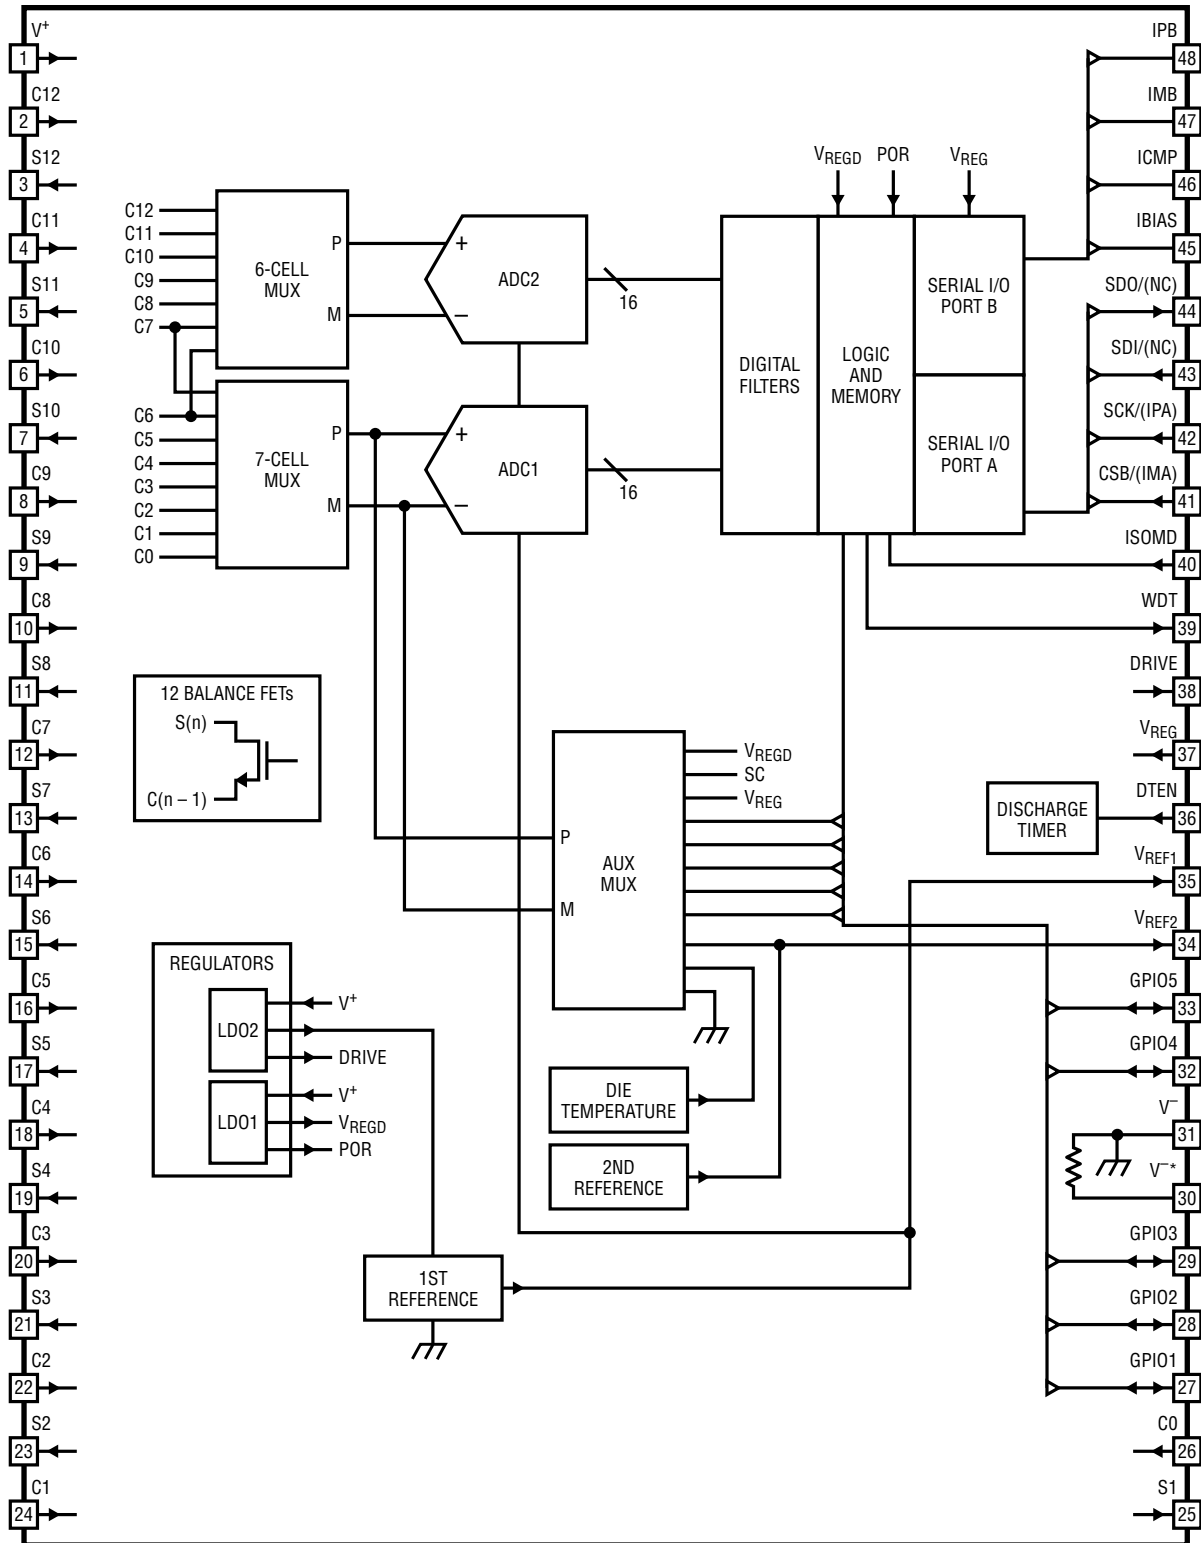 V+
1
C12
2
S12
3
C11
4
S11
5
C10
6
S10
7
C9
8
S9
9
C8
10
S8
11
C7
12
S7
13
C6
14
S6
15
C5
16
S5
17
C4
18
S4
19
C3
20
S3
21
C2
22
S2
23
C1
24
C12
C11
C10
C9
C8
C7
6-CELL
MUX
P
M
C6
C5
C4
C3
C2
C1
C0
7-CELL
MUX
P
M
+
ADC2
−
16
+
ADC1
−
16
VREGD
POR
VREG
DIGITAL
FILTERS
LOGIC
AND
MEMORY
SERIAL I/O
PORT B
SERIAL I/O
PORT A
12 BALANCE FETs
S(n)
C(n – 1)
P
M
AUX
MUX
VREGD
SC
VREG
DISCHARGE
TIMER
REGULATORS
LDO2
V+
DRIVE
LDO1
V+
VREGD
POR
DIE
TEMPERATURE
2ND
REFERENCE
1ST
REFERENCE
IPB
48
IMB
47
ICMP
46
IBIAS
45
SDO/(NC)
44
SDI/(NC)
43
SCK/(IPA)
42
CSB/(IMA)
41
ISOMD
40
WDT
39
DRIVE
38
VREG
37
DTEN
36
VREF1
35
VREF2
34
GPIO5
33
GPIO4
32
V–
31
V–*
30
GPIO3
29
GPIO2
28
GPIO1
27
C0
26
S1
25